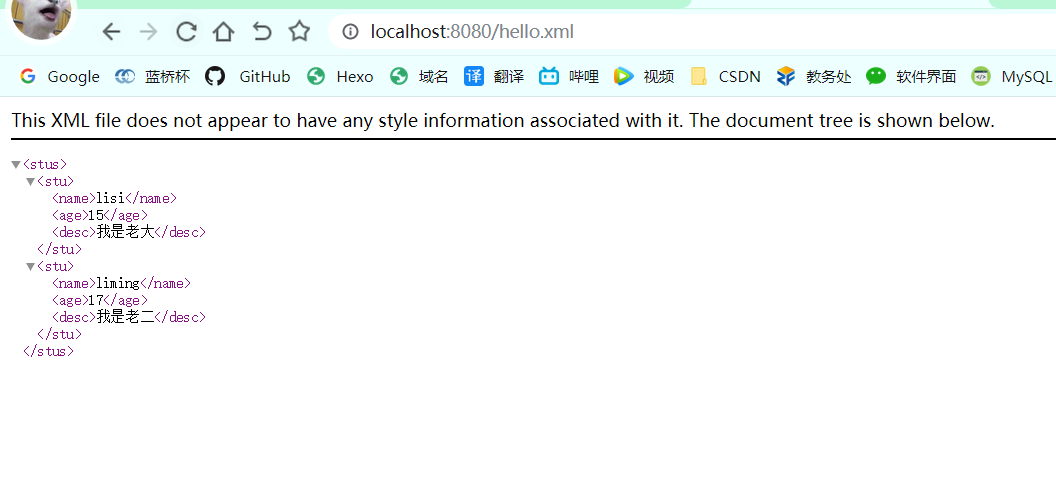 localhost:8080/hello.xml
Google 蓝桥杯 GitHub Hexo 域名 译 翻译 哔哩 视频 CSDN 教务处 软件界面 MySQL
This XML file does not appear to have any style information associated with it. The document tree is shown below.
▼<stus>
▼<stu>
<name>lisi</name>
<age>15</age>
<desc>我是老大</desc>
</stu>
▼<stu>
<name>liming</name>
<age>17</age>
<desc>我是老二</desc>
</stu>
</stus>